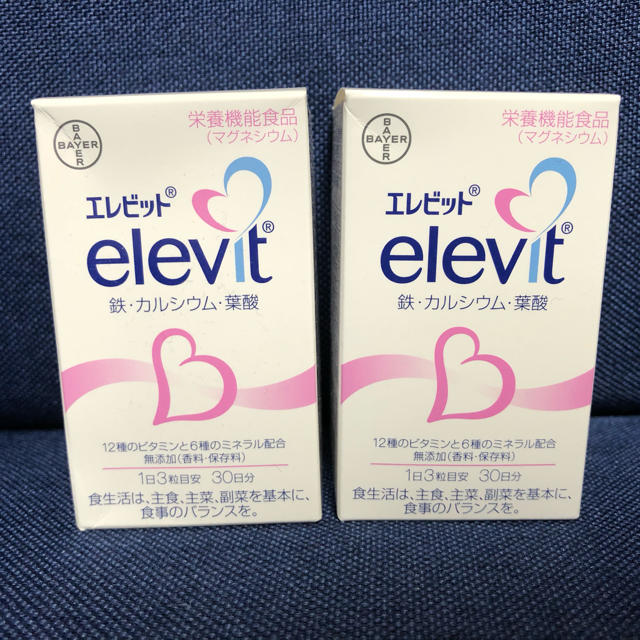 BAYER
BAYER
栄養機能食品
(マグネシウム)
エレビット®
elevit®
鉄・カルシウム・葉酸
12種のビタミンと6種のミネラル配合
無添加(香料・保存料)
1日3粒目安 30日分
食生活は、主食、主菜、副菜を基本に、
食事のバランスを。
BAYER
BAYER
栄養機能食品
(マグネシウム)
エレビット®
elevit®
鉄・カルシウム・葉酸
12種のビタミンと6種のミネラル配合
無添加(香料・保存料)
1日3粒目安 30日分
食生活は、主食、主菜、副菜を基本に、
食事のバランスを。